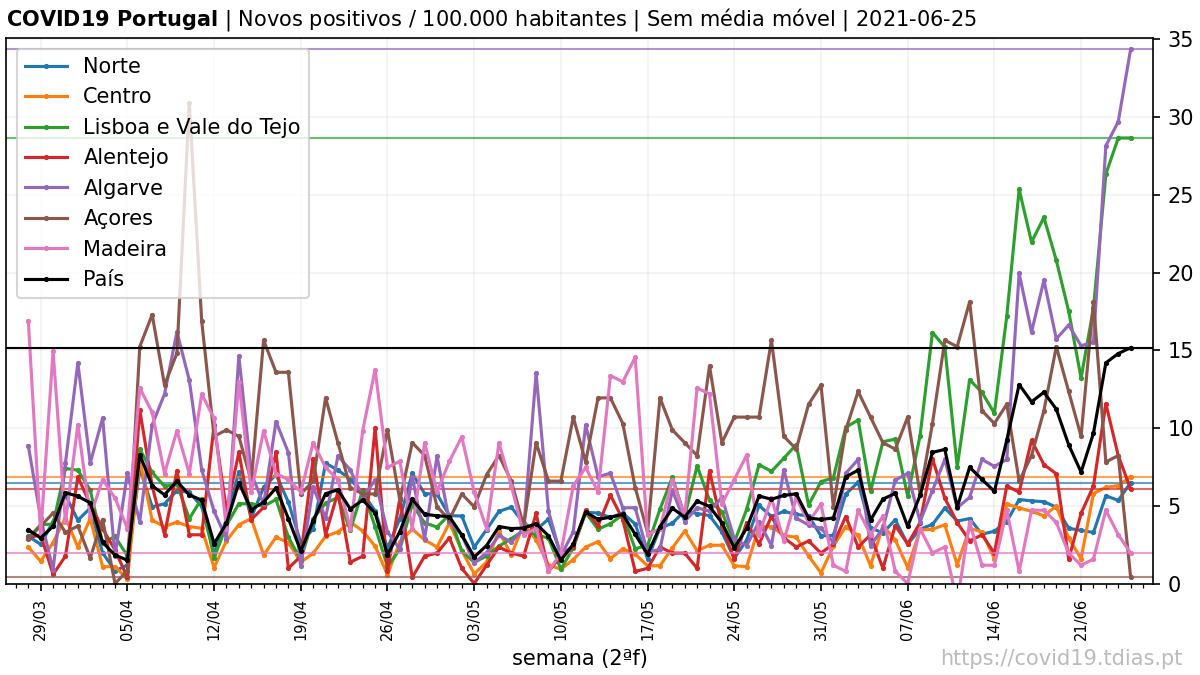 COVID19 Portugal | Novos positivos / 100.000 habitantes | Sem média móvel | 2021-06-25
Norte
Centro
Lisboa e Vale do Tejo
Alentejo
Algarve
Açores
Madeira
País
35
30
25
20
15
10
5
0
29/03 05/04 12/04 19/04 26/04 03/05 10/05 17/05 24/05 31/05 07/06 14/06 21/06
semana (2ªf)
https://covid19.tdias.pt